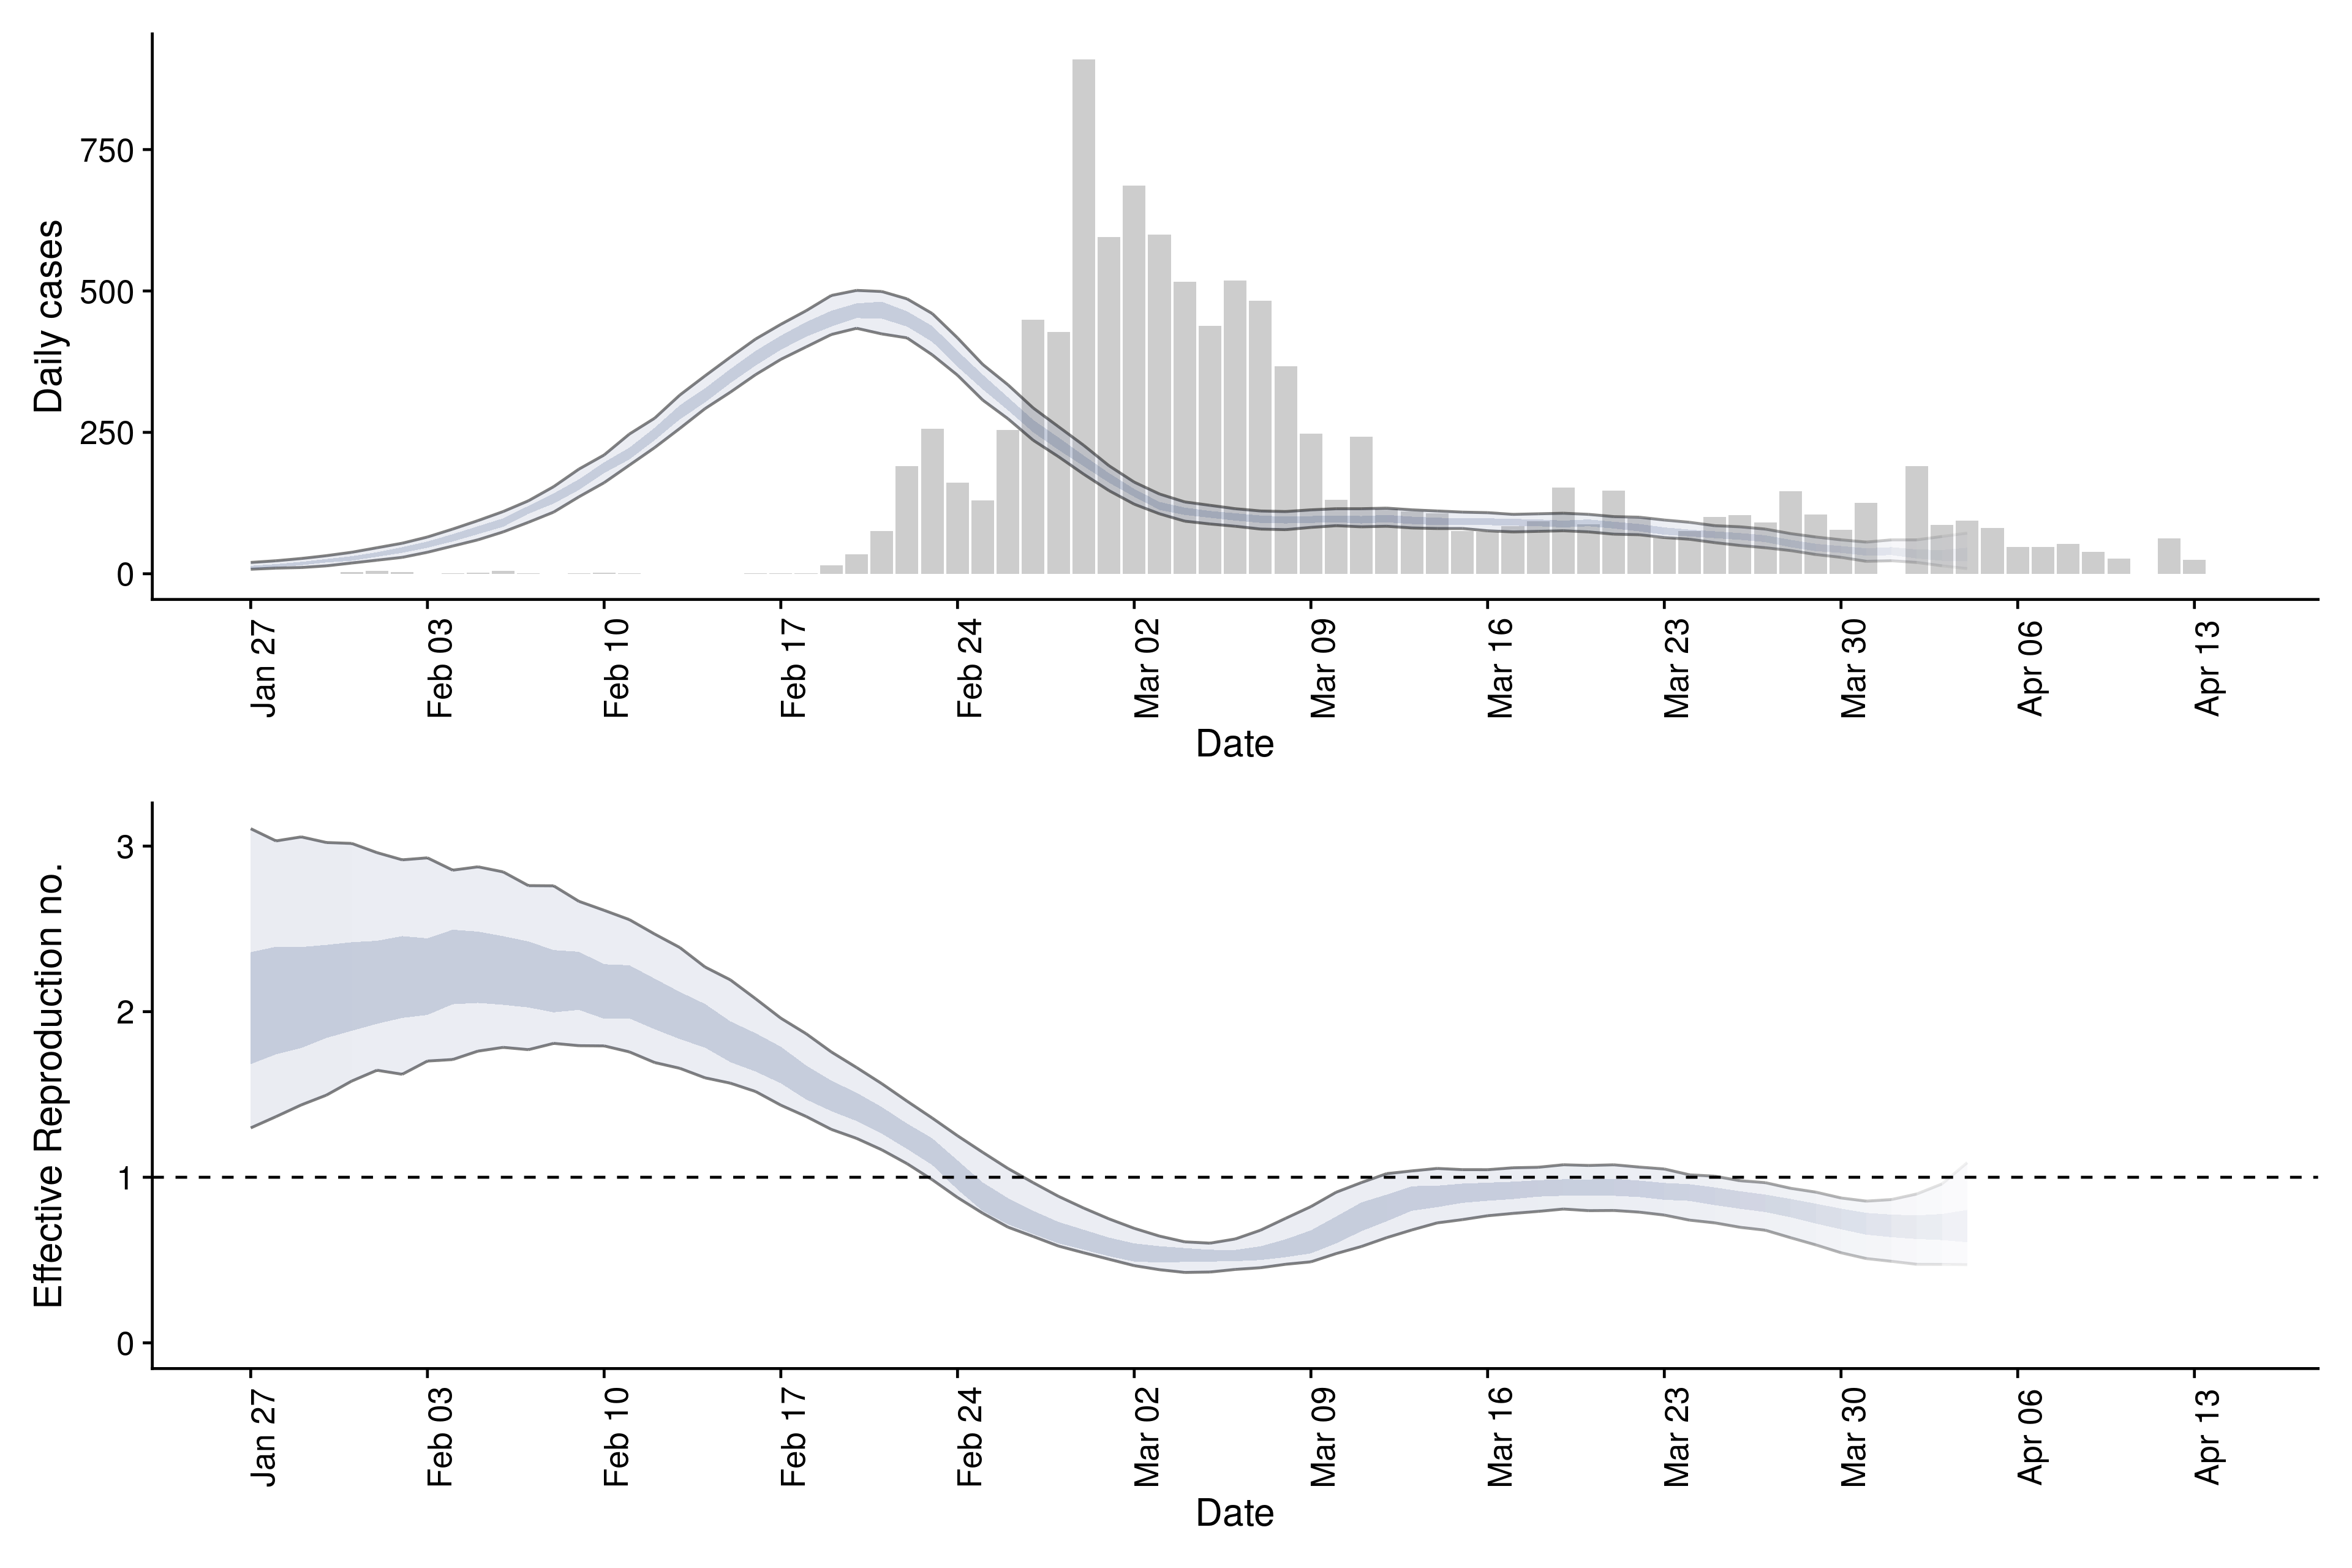 Daily cases
750
500
250
0
Jan 27
Feb 03
Feb 10
Feb 17
Feb 24
Mar 02
Mar 09
Mar 16
Mar 23
Mar 30
Apr 06
Apr 13
Date
Effective Reproduction no.
3
2
1
0
Jan 27
Feb 03
Feb 10
Feb 17
Feb 24
Mar 02
Mar 09
Mar 16
Mar 23
Mar 30
Apr 06
Apr 13
Date